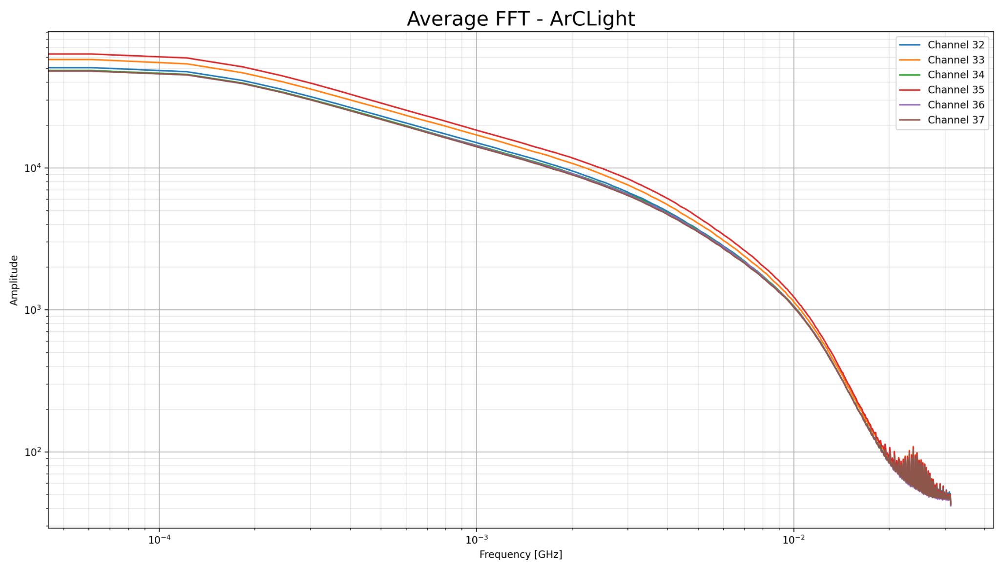 Average FFT - ArCLight
Channel 32
Channel 33
Channel 34
Channel 35
Channel 36
Channel 37
Amplitude
10⁴
10³
10²
10⁻⁴
10⁻³
10⁻²
Frequency [GHz]